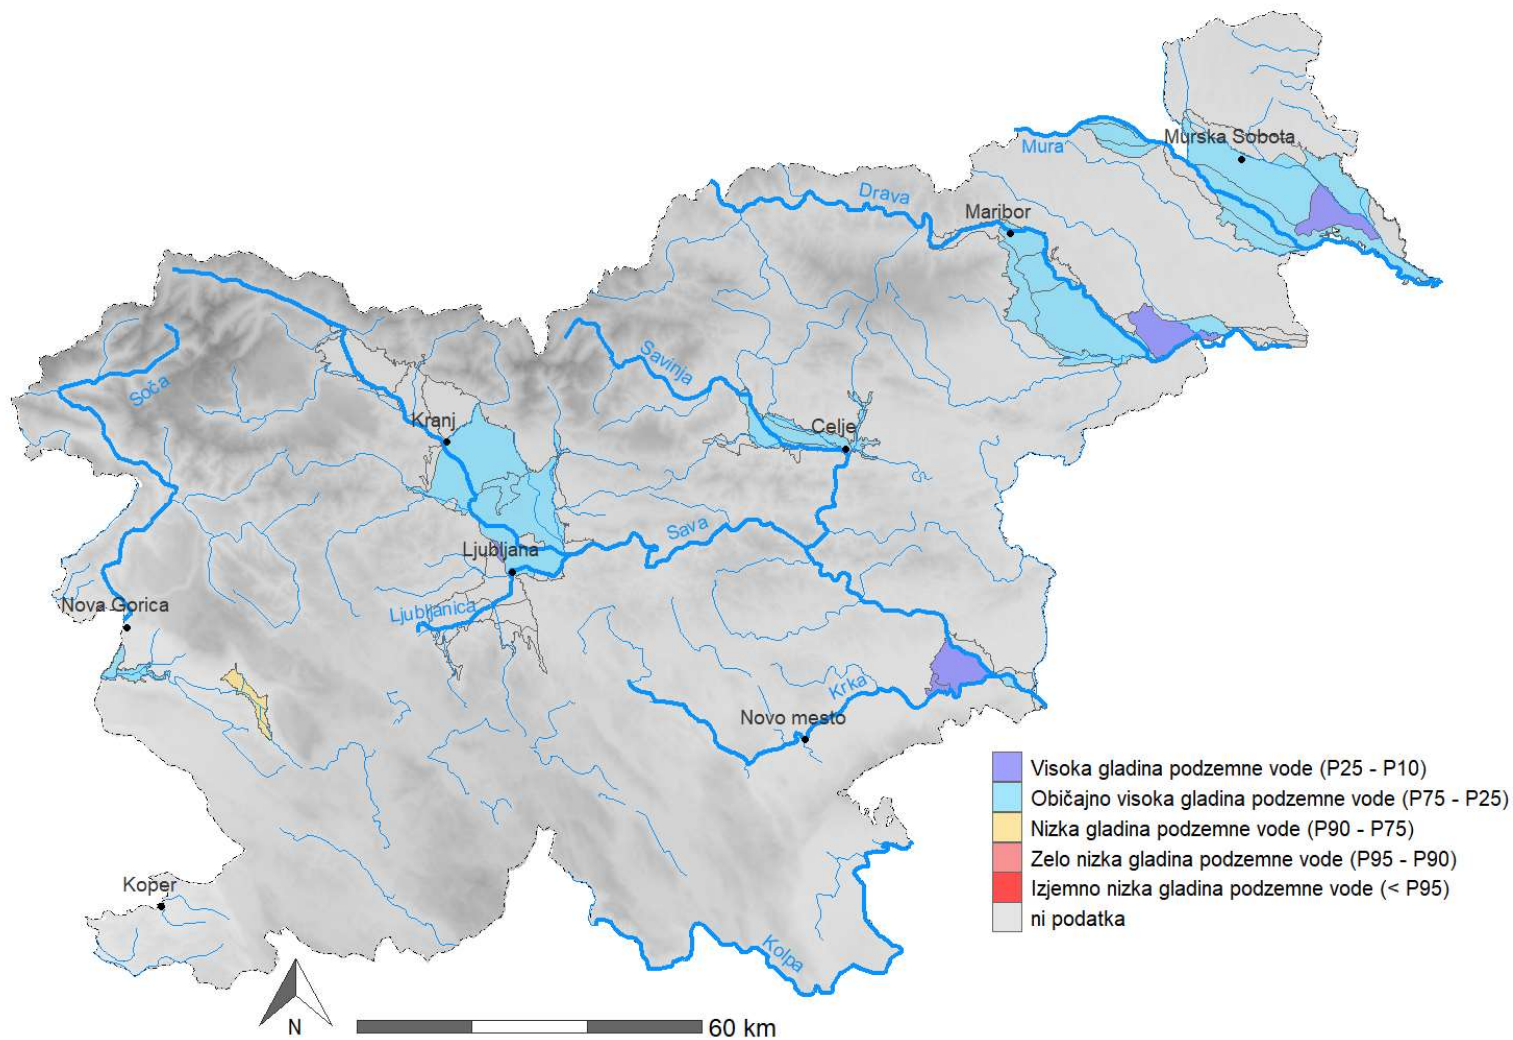 Murska Sobota
Mura
Drava
Maribor
Soča
Savinja
Kranj
Celje
Sava
Ljubljana
Nova Gorica
Ljubljanica
Krka
Novo mesto
Visoka gladina podzemne vode (P25 - P10)
Običajno visoka gladina podzemne vode (P75 - P25)
Nizka gladina podzemne vode (P90 - P75)
Zelo nizka gladina podzemne vode (P95 - P90)
Izjemno nizka gladina podzemne vode (< P95)
ni podatka
Koper
Kolpa
N
60 km